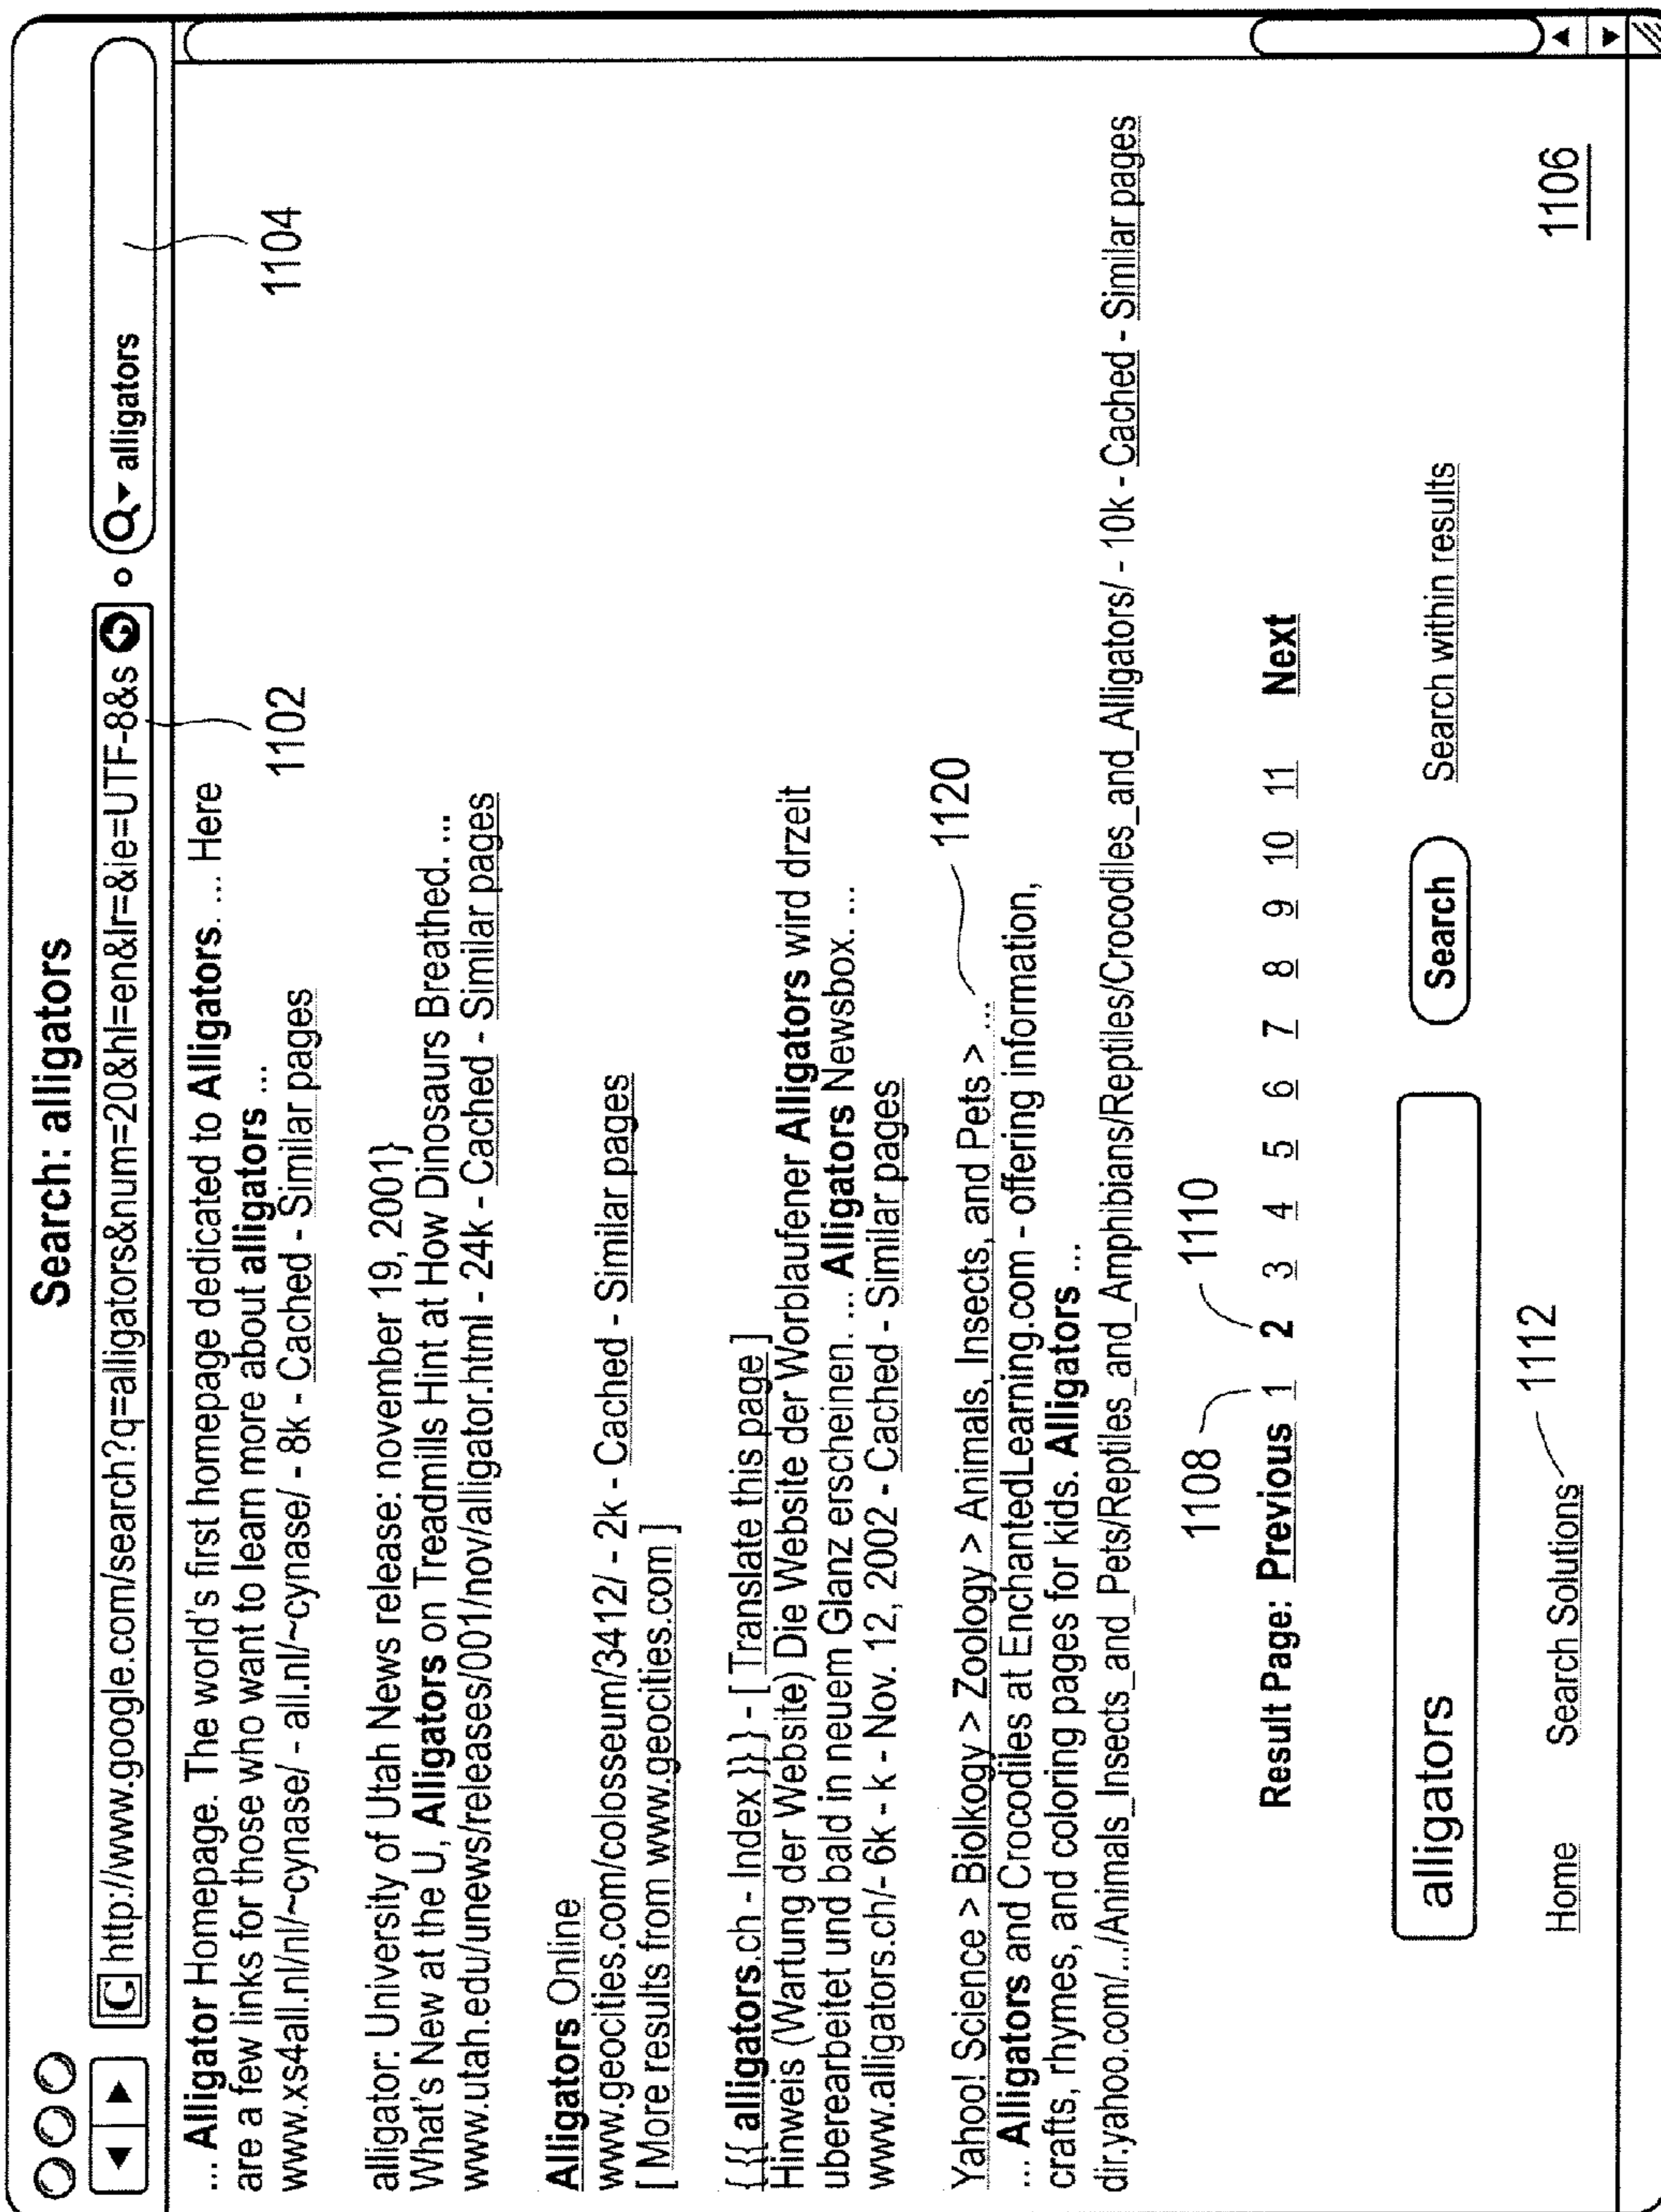 Search: alligators
G http://www.google.com/search?q=alligators&num=20&hl=en&lr=&ie=UTF-8&s
alligators
1102
1104
... Alligator Homepage. The world's first homepage dedicated to Alligators. ... Here
are a few links for those who want to learn more about alligators ...
www.xs4all.nl/nl/~cynase/ - all.nl/~cynase/ - 8k - Cached - Similar pages
alligator: University of Utah News release: november 19, 2001}
What's New at the U, Alligators on Treadmills Hint at How Dinosaurs Breathed. ...
www.utah.edu/unews/releases/001/nov/alligator.html - 24k - Cached - Similar pages
Alligators Online
www.geocities.com/colosseum/3412/ - 2k - Cached - Similar pages
[ More results from www.geocities.com ]
{ {{ alligators.ch - Index }} } - [ Translate this page ]
Hinweis (Wartung der Website) Die Website der Worblaufener Alligators wird drzeit
uberearbeitet und bald in neuem Glanz erscheinen. ... Alligators Newsbox. ...
www.alligators.ch/- 6k - k - Nov. 12, 2002 - Cached - Similar pages
1120
Yahoo! Science > Biolkogy > Zoology > Animals, Insects, and Pets > ...
... Alligators and Crocodiles at EnchantedLearning.com - offering information,
crafts, rhymes, and coloring pages for kids. Alligators ...
dir.yahoo.com/.../Animals_Insects_and_Pets/Reptiles_and_Amphibians/Reptiles/Crocodiles_and_Alligators/ - 10k - Cached - Similar pages
1108 1110
Result Page: Previous 1 2 3 4 5 6 7 8 9 10 11 Next
alligators Search Search within results
1112
Home Search Solutions
1106